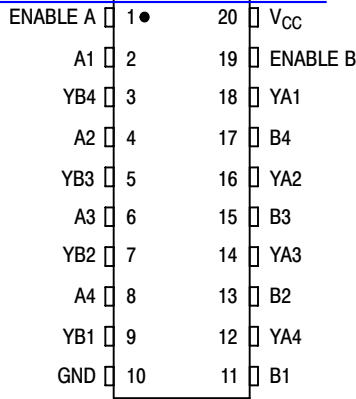 ENABLE A 1 20 VCC
A1 2 19 ENABLE B
YB4 3 18 YA1
A2 4 17 B4
YB3 5 16 YA2
A3 6 15 B3
YB2 7 14 YA3
A4 8 13 B2
YB1 9 12 YA4
GND 10 11 B1